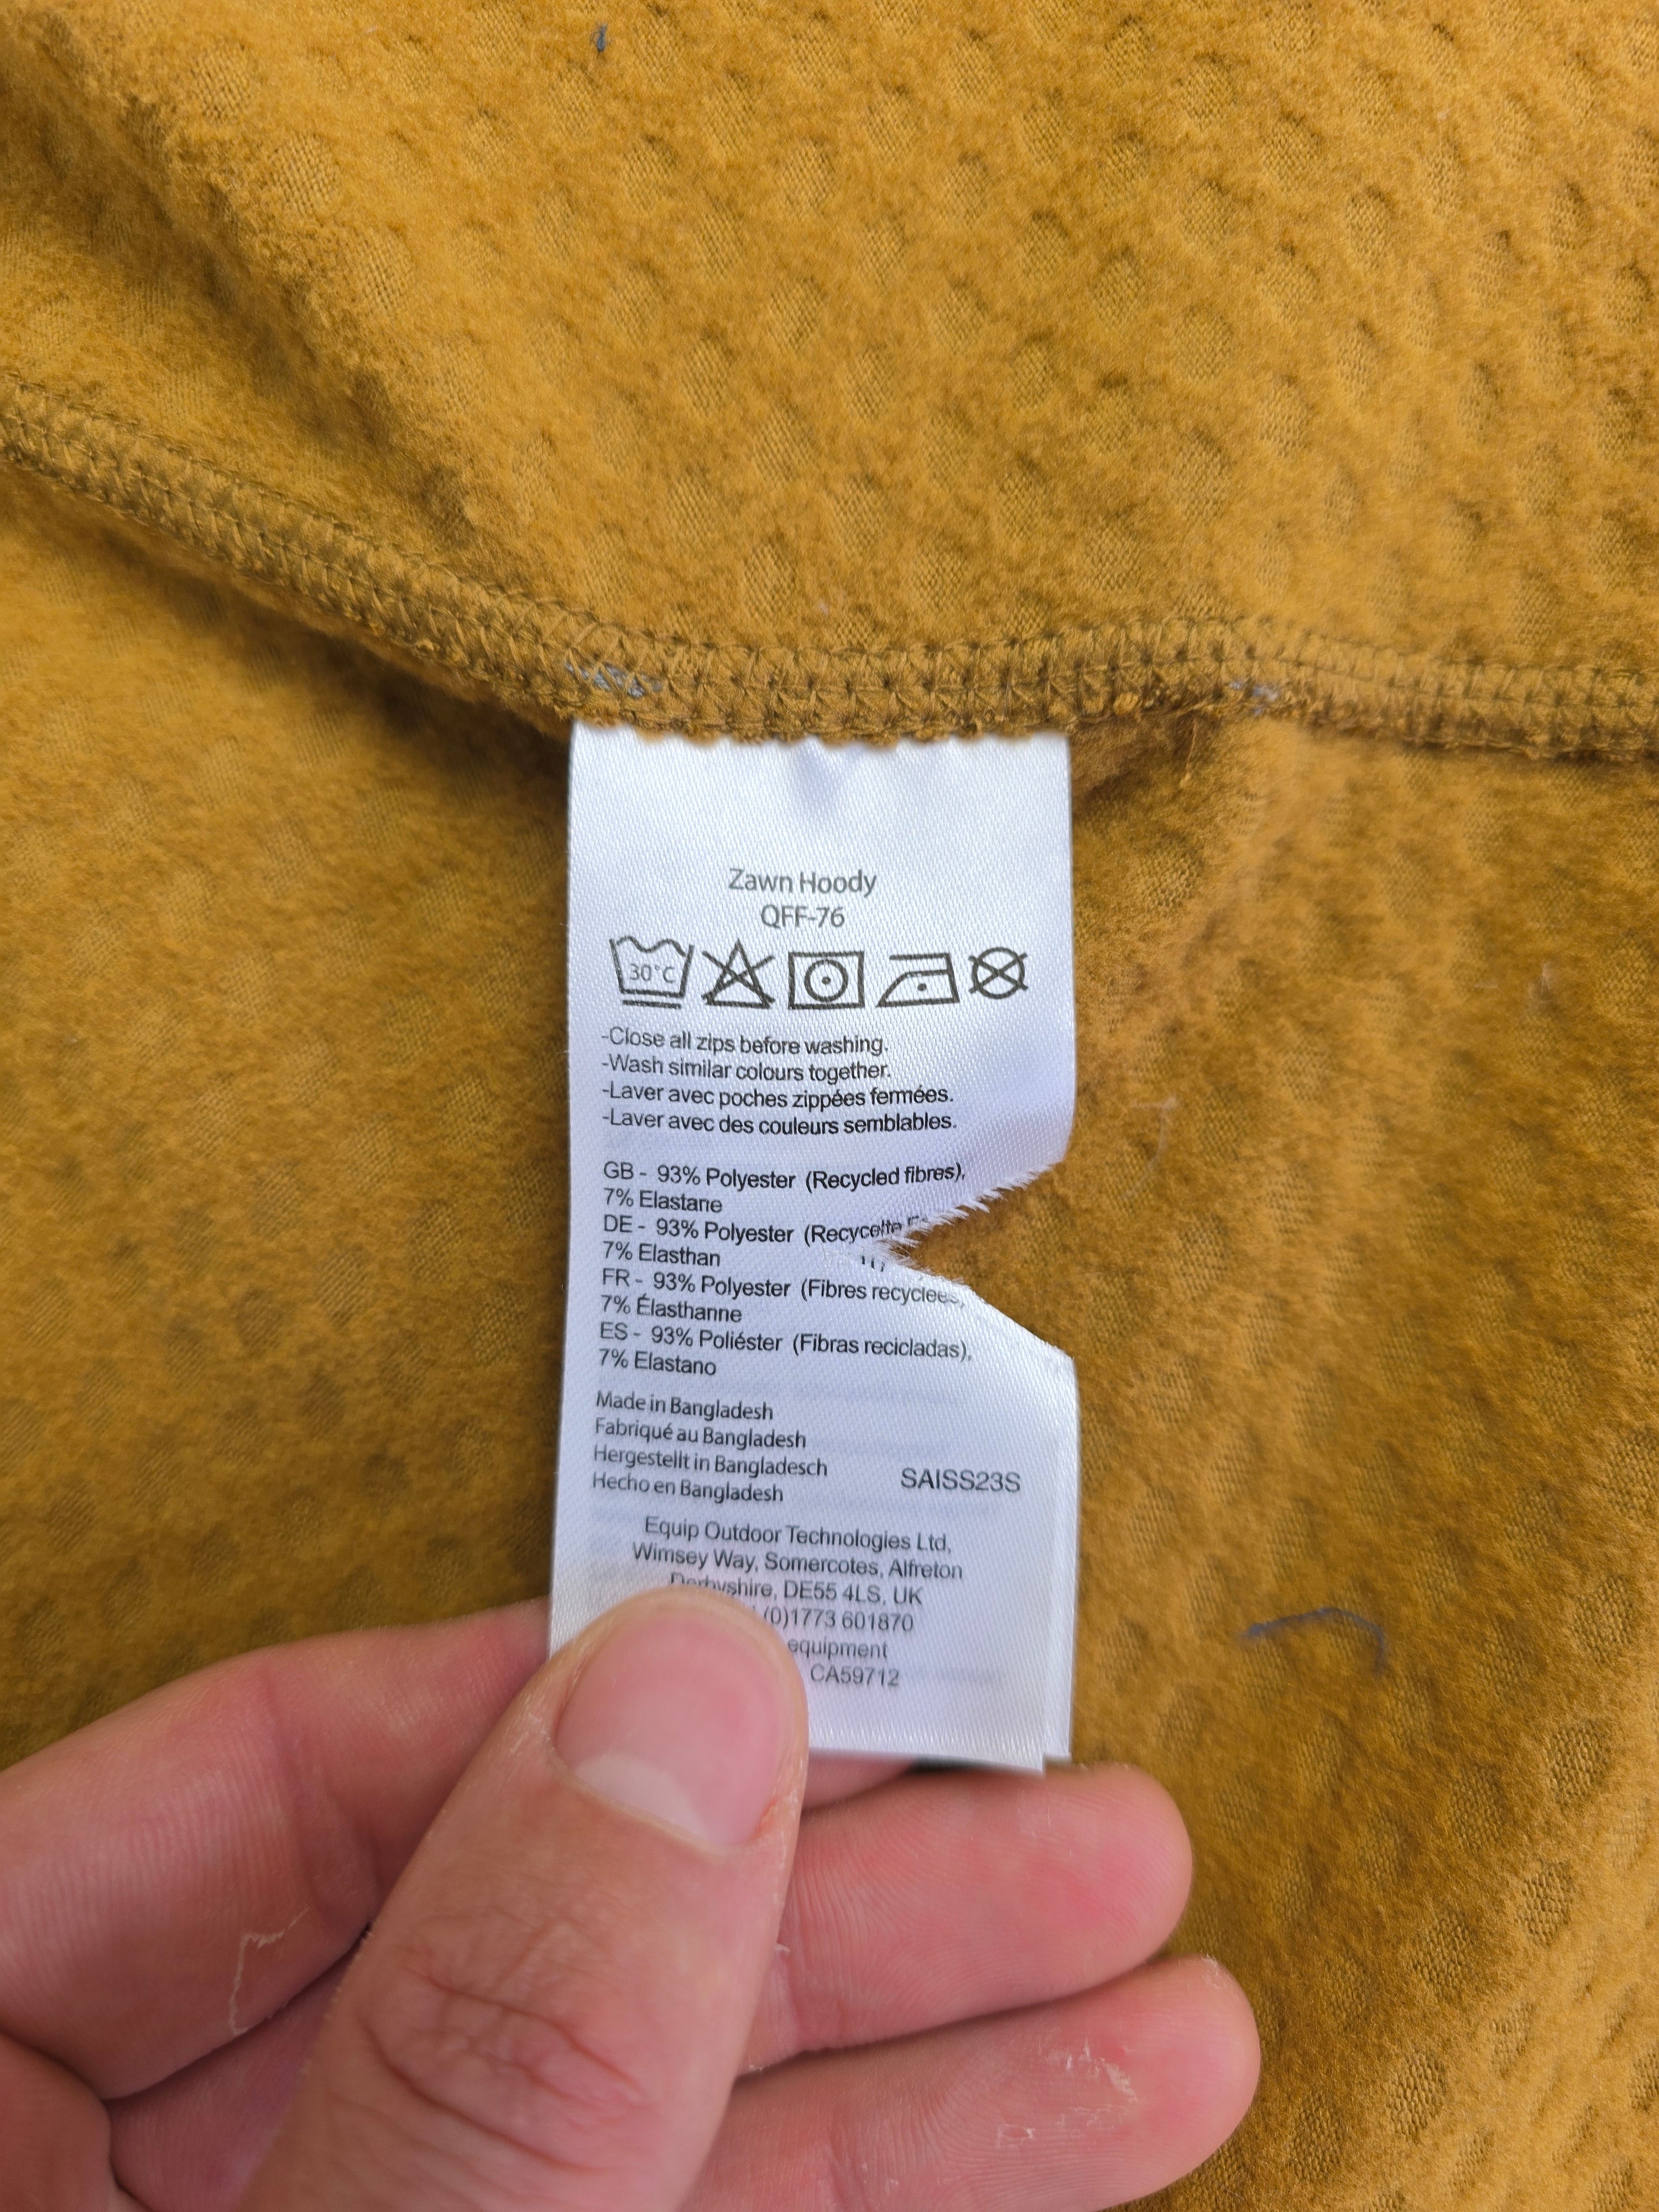 Zawn Hoody
QFF-76
30°C
-Close all zips before washing.
-Wash similar colours together.
-Laver avec poches zippées fermées.
-Laver avec des couleurs semblables.
GB - 93% Polyester (Recycled fibres),
7% Elastane
DE - 93% Polyester (Recycelte
7% Elasthan
FR - 93% Polyester (Fibres recyclées)
7% Élasthanne
ES - 93% Poliéster (Fibras recicladas),
7% Elastano
Made in Bangladesh
Fabriqué au Bangladesh
Hergestellt in Bangladesch
Hecho en Bangladesh
SAISS23S
Equip Outdoor Technologies Ltd,
Wimsey Way, Somercotes, Alfreton
Derbyshire, DE55 4LS, UK
(0)1773 601870
equipment
CA59712